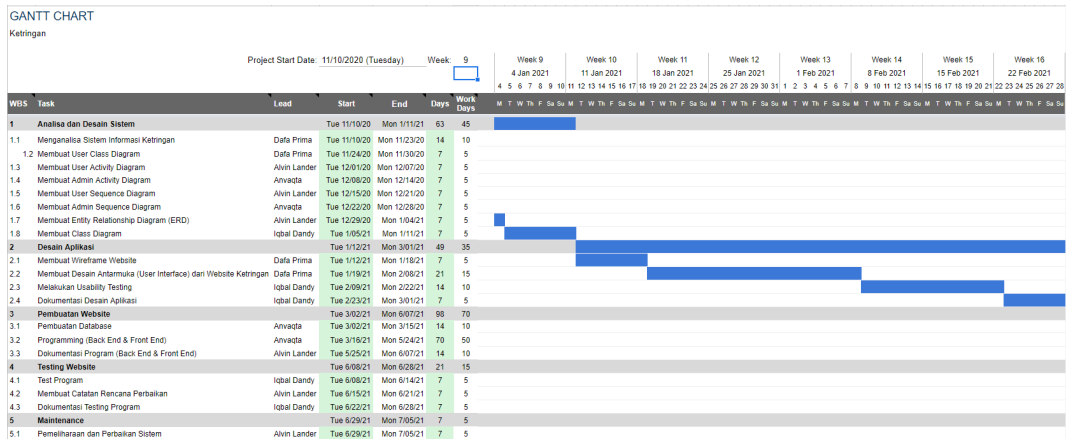 GANTT CHART
Ketringan
Project Start Date: 11/10/2020 (Tuesday) Week: 9 Week 9 Week 10 Week 11 Week 12 Week 13 Week 14 Week 15 Week 16
4 Jan 2021 11 Jan 2021 18 Jan 2021 25 Jan 2021 1 Feb 2021 8 Feb 2021 15 Feb 2021 22 Feb 2021
4 5 6 7 8 9 10 11 12 13 14 15 16 17 18 19 20 21 22 23 24 25 26 27 28 29 30 31 1 2 3 4 5 6 7 8 9 10 11 12 13 14 15 16 17 18 19 20 21 22 23 24 25 26 27 28
WBS Task Lead Start End Days Work Days M T W Th F Sa Su M T W Th F Sa Su M T W Th F Sa Su M T W Th F Sa Su M T W Th F Sa Su M T W Th F Sa Su M T W Th F Sa Su M T W Th F Sa Su
1 Analisa dan Desain Sistem Tue 11/10/20 Mon 1/11/21 63 45
1.1 Menganalisa Sistem Informasi Ketringan Dafa Prima Tue 11/10/20 Mon 11/23/20 14 10
1.2 Membuat User Class Diagram Dafa Prima Tue 11/24/20 Mon 11/30/20 7 5
1.3 Membuat User Activity Diagram Alvin Lander Tue 12/01/20 Mon 12/07/20 7 5
1.4 Membuat Admin Activity Diagram Anvaqta Tue 12/08/20 Mon 12/14/20 7 5
1.5 Membuat User Sequence Diagram Alvin Lander Tue 12/15/20 Mon 12/21/20 7 5
1.6 Membuat Admin Sequence Diagram Anvaqta Tue 12/22/20 Mon 12/28/20 7 5
1.7 Membuat Entity Relationship Diagram (ERD) Alvin Lander Tue 12/29/20 Mon 1/04/21 7 5
1.8 Membuat Class Diagram Iqbal Dandy Tue 1/05/21 Mon 1/11/21 7 5
2 Desain Aplikasi Tue 1/12/21 Mon 3/01/21 49 35
2.1 Membuat Wireframe Website Dafa Prima Tue 1/12/21 Mon 1/18/21 7 5
2.2 Membuat Desain Antarmuka (User Interface) dari Website Ketringan Dafa Prima Tue 1/19/21 Mon 2/08/21 21 15
2.3 Melakukan Usability Testing Iqbal Dandy Tue 2/09/21 Mon 2/22/21 14 10
2.4 Dokumentasi Desain Aplikasi Iqbal Dandy Tue 2/23/21 Mon 3/01/21 7 5
3 Pembuatan Website Tue 3/02/21 Mon 6/07/21 98 70
3.1 Pembuatan Database Anvaqta Tue 3/02/21 Mon 3/15/21 14 10
3.2 Programming (Back End & Front End) Anvaqta Tue 3/16/21 Mon 5/24/21 70 50
3.3 Dokumentasi Program (Back End & Front End) Alvin Lander Tue 5/25/21 Mon 6/07/21 14 10
4 Testing Website Tue 6/08/21 Mon 6/28/21 21 15
4.1 Test Program Iqbal Dandy Tue 6/08/21 Mon 6/14/21 7 5
4.2 Membuat Catatan Rencana Perbaikan Alvin Lander Tue 6/15/21 Mon 6/21/21 7 5
4.3 Dokumentasi Testing Program Iqbal Dandy Tue 6/22/21 Mon 6/28/21 7 5
5 Maintenance Tue 6/29/21 Mon 7/05/21 7 5
5.1 Pemeliharaan dan Perbaikan Sistem Alvin Lander Tue 6/29/21 Mon 7/05/21 7 5